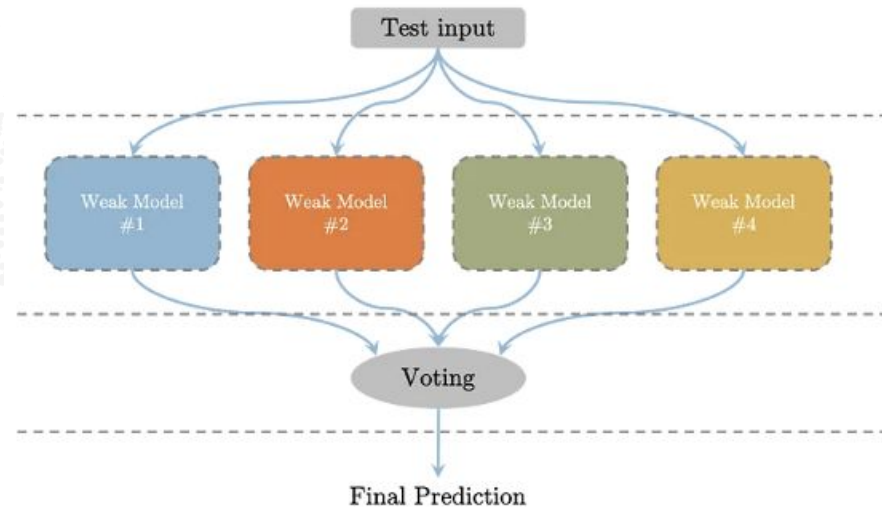 Test input
Weak Model
#1
Weak Model
#2
Weak Model
#3
Weak Model
#4
Voting
Final Prediction